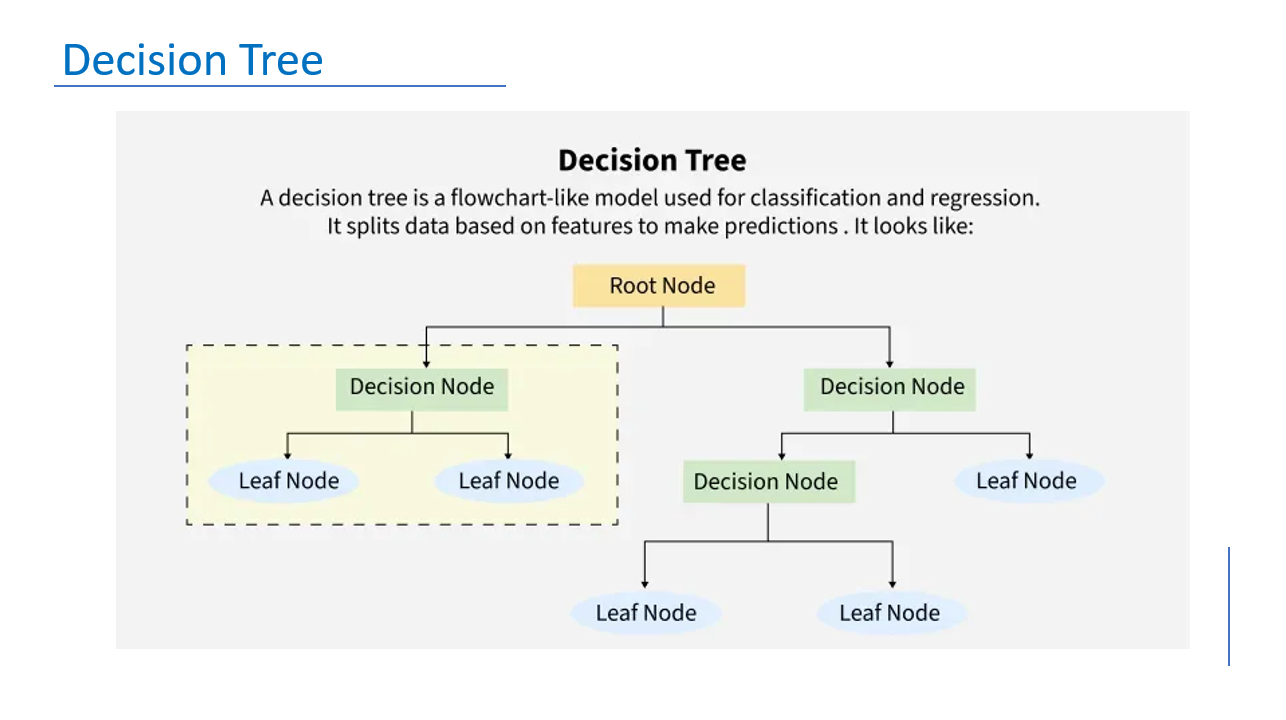 Decision Tree
Decision Tree
A decision tree is a flowchart-like model used for classification and regression.
It splits data based on features to make predictions . It looks like:
Root Node
Decision Node
Decision Node
Leaf Node
Leaf Node
Decision Node
Leaf Node
Leaf Node
Leaf Node